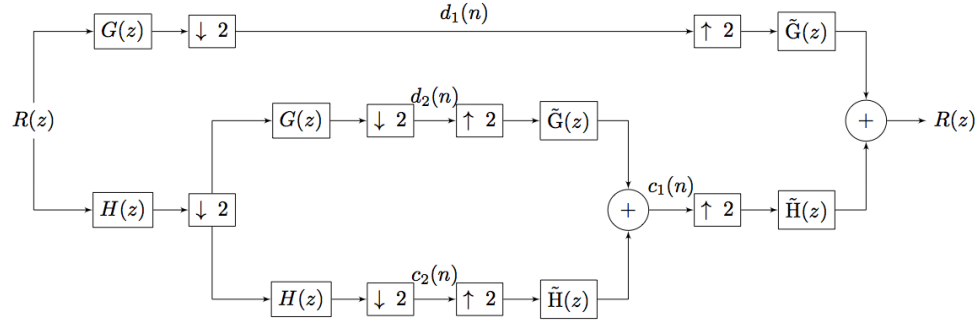 d₁(n)
G(z) ↓ 2 ↑ 2 G̃(z)
d₂(n)
R(z) G(z) ↓ 2 ↑ 2 G̃(z) + R(z)
c₁(n)
H(z) ↓ 2 + ↑ 2 H̃(z)
c₂(n)
H(z) ↓ 2 ↑ 2 H̃(z)